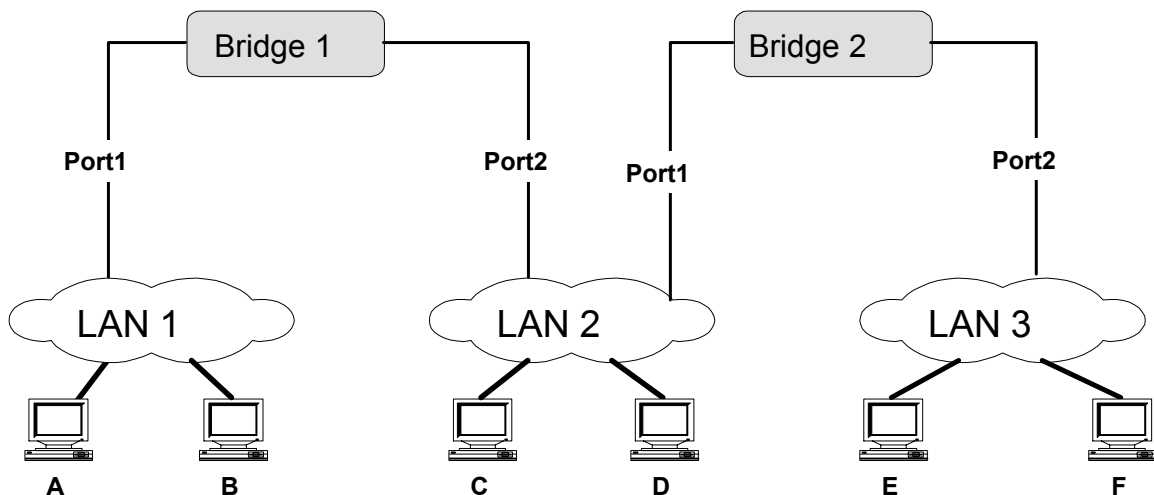 Bridge 1
Bridge 2
Port1
Port2
Port1
Port2
LAN 1
LAN 2
LAN 3
A
B
C
D
E
F